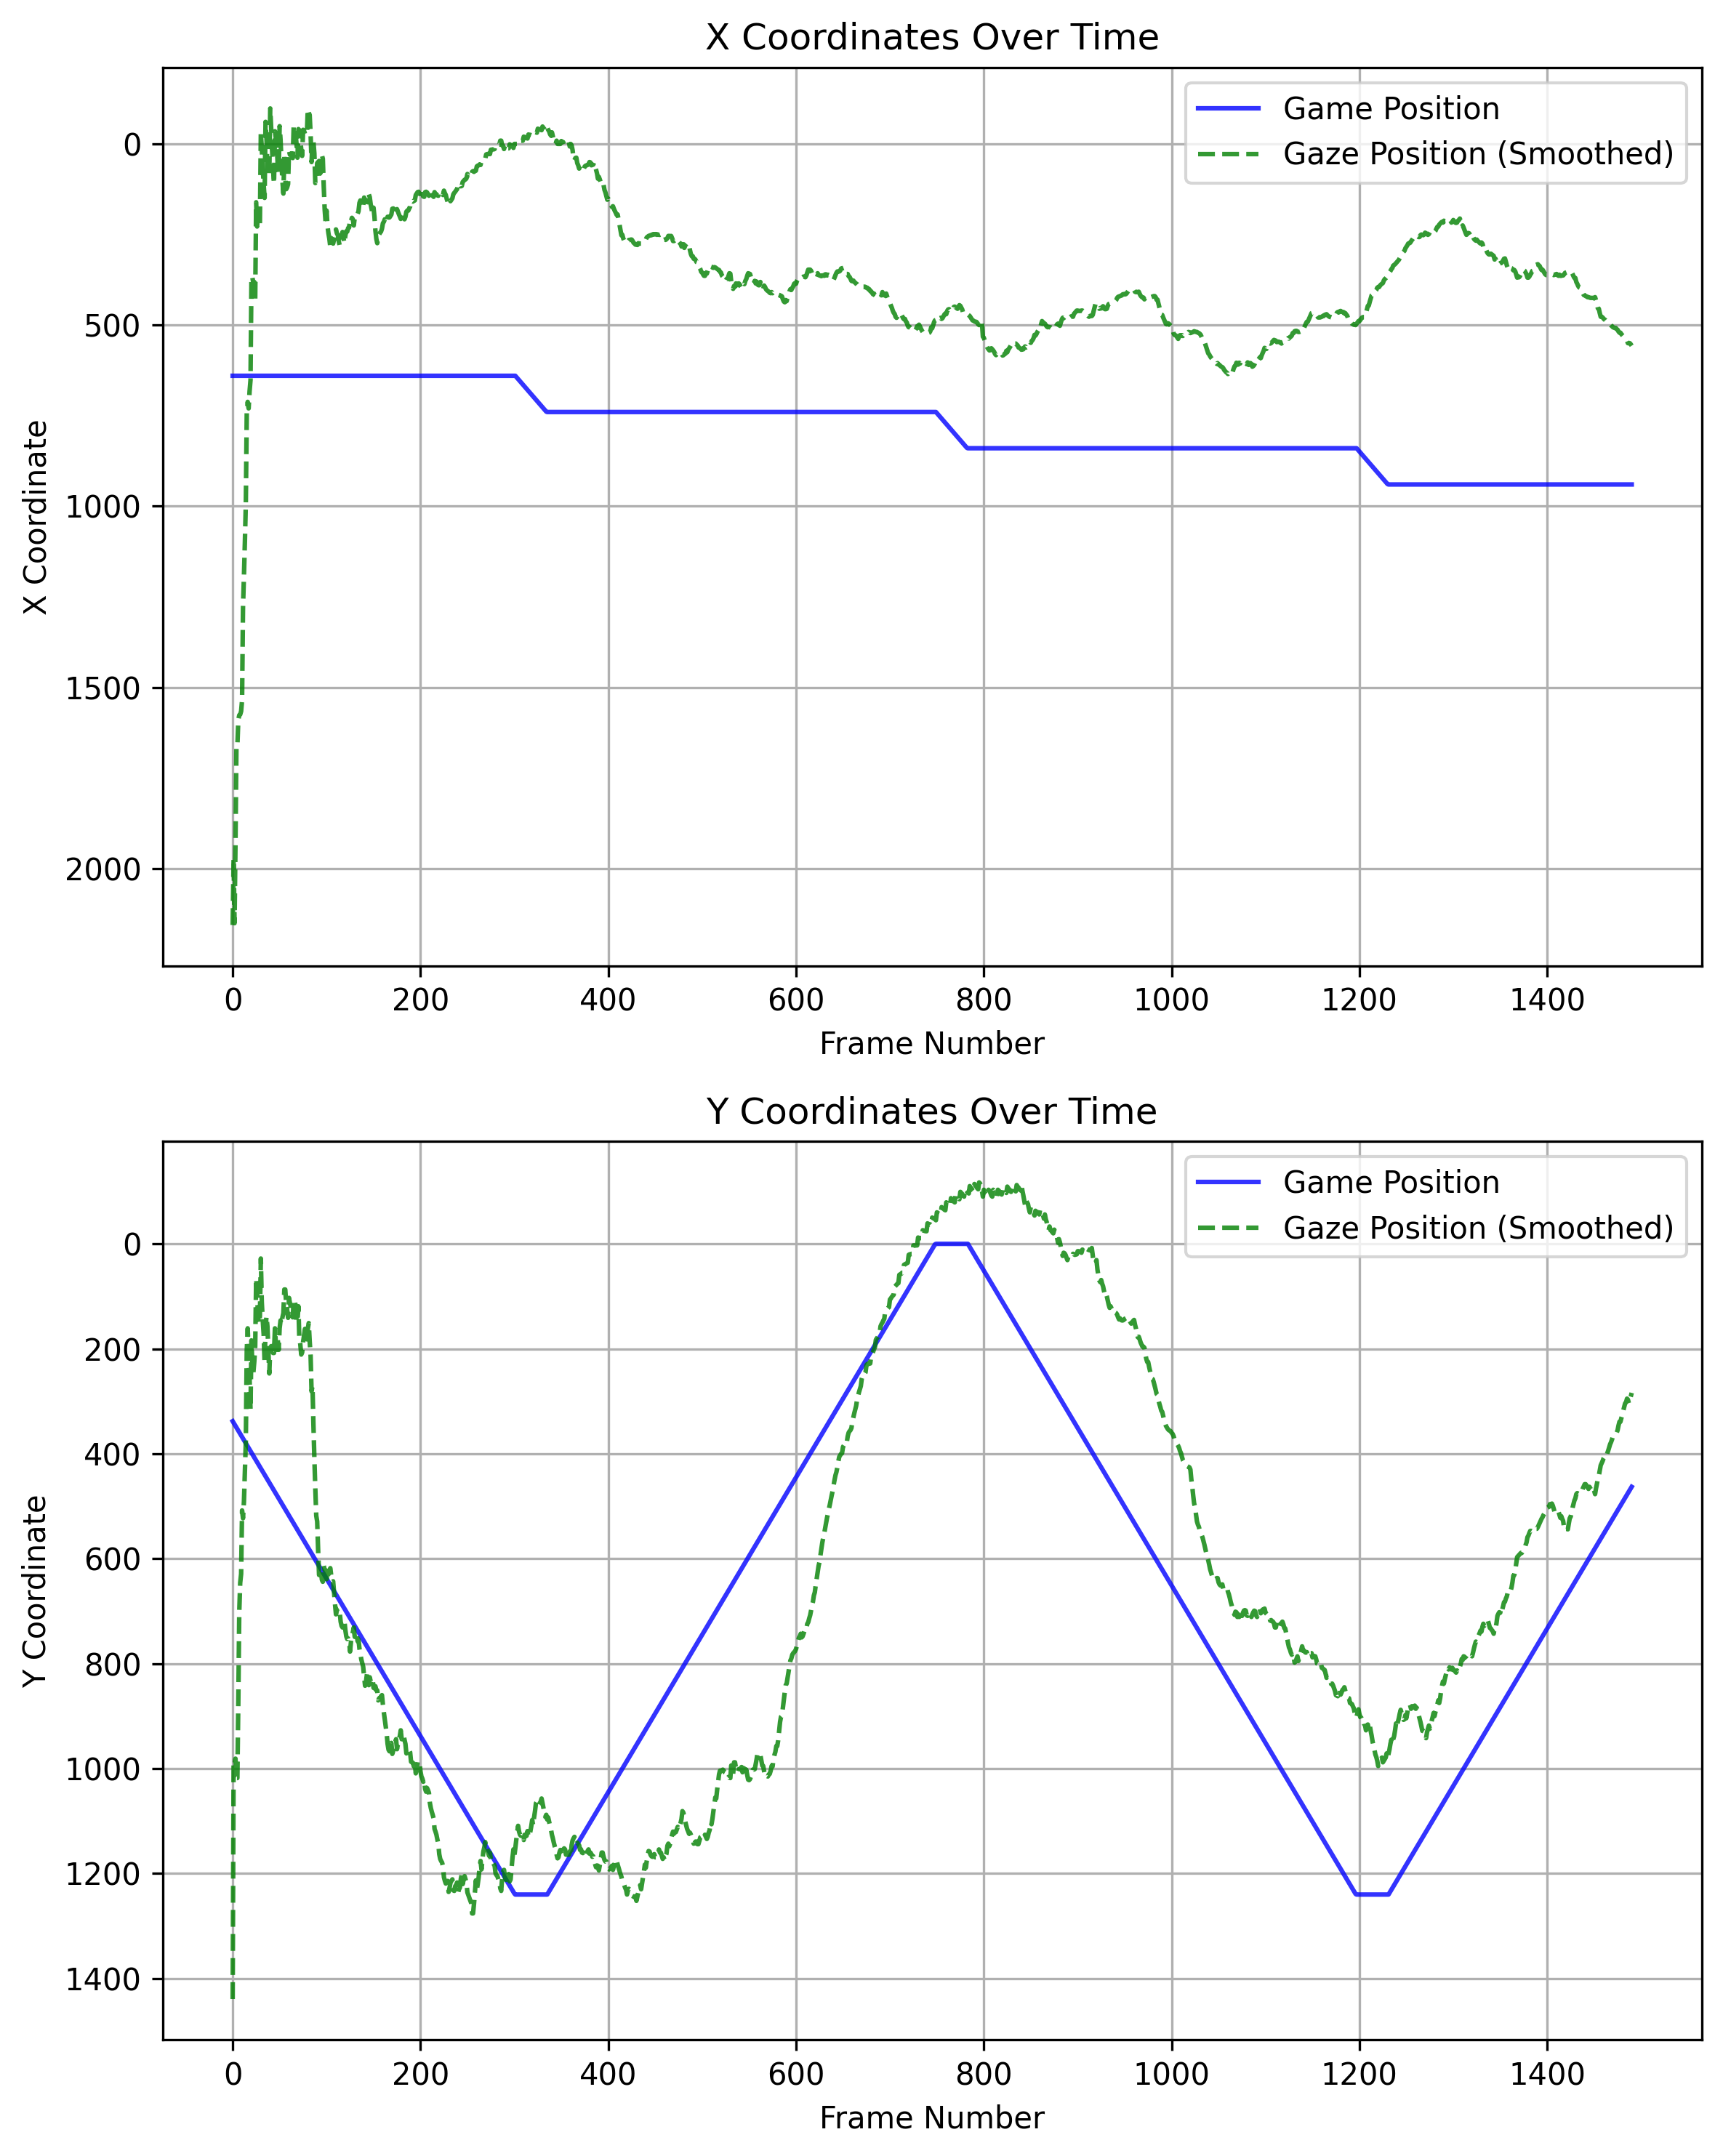 X Coordinates Over Time
Game Position
Gaze Position (Smoothed)
X Coordinate
0
500
1000
1500
2000
0 200 400 600 800 1000 1200 1400
Frame Number
Y Coordinates Over Time
Game Position
Gaze Position (Smoothed)
Y Coordinate
0
200
400
600
800
1000
1200
1400
0 200 400 600 800 1000 1200 1400
Frame Number